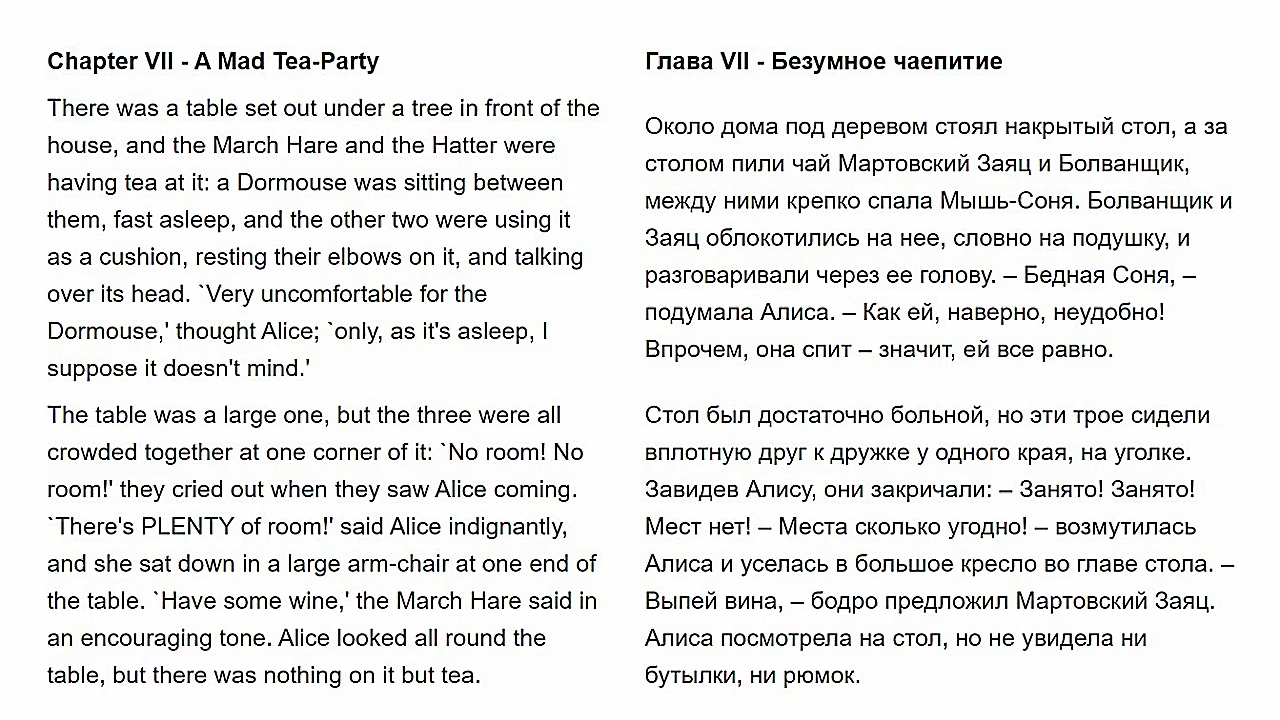 Chapter VII - A Mad Tea-Party
There was a table set out under a tree in front of the
house, and the March Hare and the Hatter were
having tea at it: a Dormouse was sitting between
them, fast asleep, and the other two were using it
as a cushion, resting their elbows on it, and talking
over its head. `Very uncomfortable for the
Dormouse,' thought Alice; `only, as it's asleep, I
suppose it doesn't mind.'
The table was a large one, but the three were all
crowded together at one corner of it: `No room! No
room!' they cried out when they saw Alice coming.
`There's PLENTY of room!' said Alice indignantly,
and she sat down in a large arm-chair at one end of
the table. `Have some wine,' the March Hare said in
an encouraging tone. Alice looked all round the
table, but there was nothing on it but tea.
Глава VII - Безумное чаепитие
Около дома под деревом стоял накрытый стол, а за
столом пили чай Мартовский Заяц и Болванщик,
между ними крепко спала Мышь-Соня. Болванщик и
Заяц облокотились на нее, словно на подушку, и
разговаривали через ее голову. – Бедная Соня, –
подумала Алиса. – Как ей, наверно, неудобно!
Впрочем, она спит – значит, ей все равно.
Стол был достаточно больной, но эти трое сидели
вплотную друг к дружке у одного края, на уголке.
Завидев Алису, они закричали: – Занято! Занято!
Мест нет! – Места сколько угодно! – возмутилась
Алиса и уселась в большое кресло во главе стола. –
Выпей вина, – бодро предложил Мартовский Заяц.
Алиса посмотрела на стол, но не увидела ни
бутылки, ни рюмок.